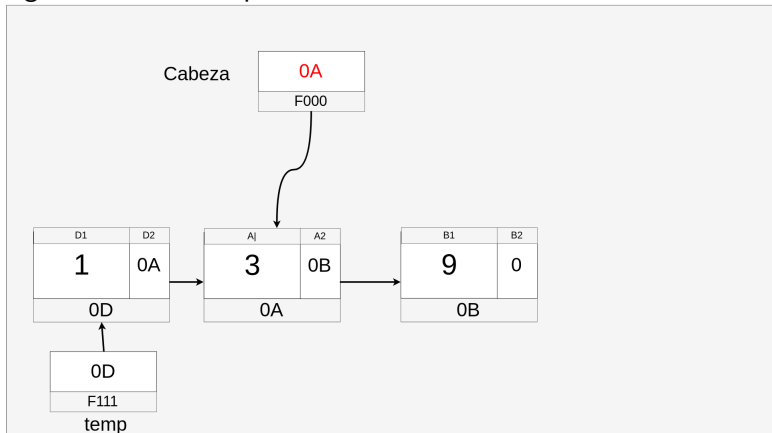 Cabeza
0A
F000
D1 D2 A| A2 B1 B2
1 0A 3 0B 9 0
0D 0A 0B
0D
F111
temp